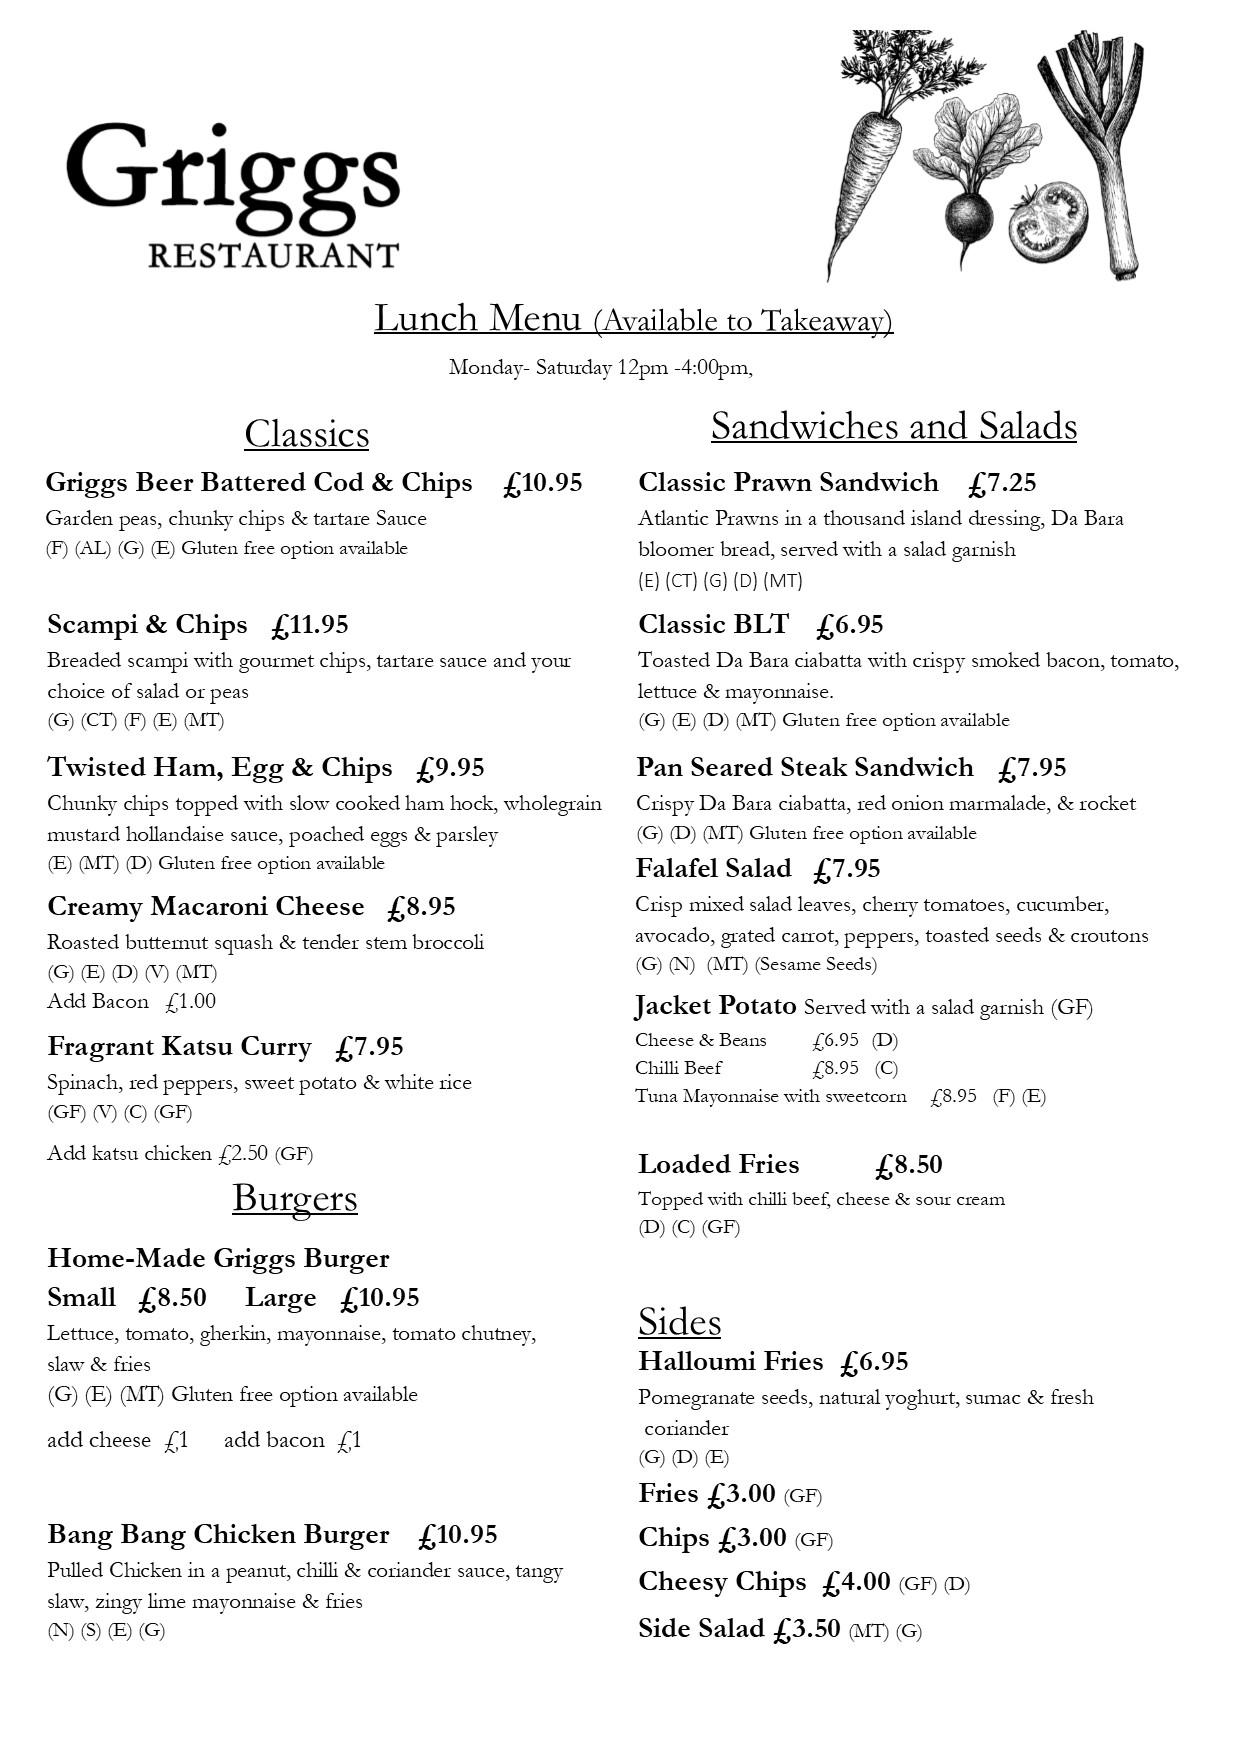 Griggs
RESTAURANT
Lunch Menu (Available to Takeaway)
Monday- Saturday 12pm -4:00pm,
Classics
Griggs Beer Battered Cod & Chips £10.95
Garden peas, chunky chips & tartare Sauce
(F) (AL) (G) (E) Gluten free option available
Scampi & Chips £11.95
Breaded scampi with gourmet chips, tartare sauce and your
choice of salad or peas
(G) (CT) (F) (E) (MT)
Twisted Ham, Egg & Chips £9.95
Chunky chips topped with slow cooked ham hock, wholegrain
mustard hollandaise sauce, poached eggs & parsley
(E) (MT) (D) Gluten free option available
Creamy Macaroni Cheese £8.95
Roasted butternut squash & tender stem broccoli
(G) (E) (D) (V) (MT)
Add Bacon £1.00
Fragrant Katsu Curry £7.95
Spinach, red peppers, sweet potato & white rice
(GF) (V) (C) (GF)
Add katsu chicken £2.50 (GF)
Burgers
Home-Made Griggs Burger
Small £8.50 Large £10.95
Lettuce, tomato, gherkin, mayonnaise, tomato chutney,
slaw & fries
(G) (E) (MT) Gluten free option available
add cheese £1 add bacon £1
Bang Bang Chicken Burger £10.95
Pulled Chicken in a peanut, chilli & coriander sauce, tangy
slaw, zingy lime mayonnaise & fries
(N) (S) (E) (G)
Sandwiches and Salads
Classic Prawn Sandwich £7.25
Atlantic Prawns in a thousand island dressing, Da Bara
bloomer bread, served with a salad garnish
(E) (CT) (G) (D) (MT)
Classic BLT £6.95
Toasted Da Bara ciabatta with crispy smoked bacon, tomato,
lettuce & mayonnaise.
(G) (E) (D) (MT) Gluten free option available
Pan Seared Steak Sandwich £7.95
Crispy Da Bara ciabatta, red onion marmalade, & rocket
(G) (D) (MT) Gluten free option available
Falafel Salad £7.95
Crisp mixed salad leaves, cherry tomatoes, cucumber,
avocado, grated carrot, peppers, toasted seeds & croutons
(G) (N) (MT) (Sesame Seeds)
Jacket Potato Served with a salad garnish (GF)
Cheese & Beans £6.95 (D)
Chilli Beef £8.95 (C)
Tuna Mayonnaise with sweetcorn £8.95 (F) (E)
Loaded Fries £8.50
Topped with chilli beef, cheese & sour cream
(D) (C) (GF)
Sides
Halloumi Fries £6.95
Pomegranate seeds, natural yoghurt, sumac & fresh
coriander
(G) (D) (E)
Fries £3.00 (GF)
Chips £3.00 (GF)
Cheesy Chips £4.00 (GF) (D)
Side Salad £3.50 (MT) (G)